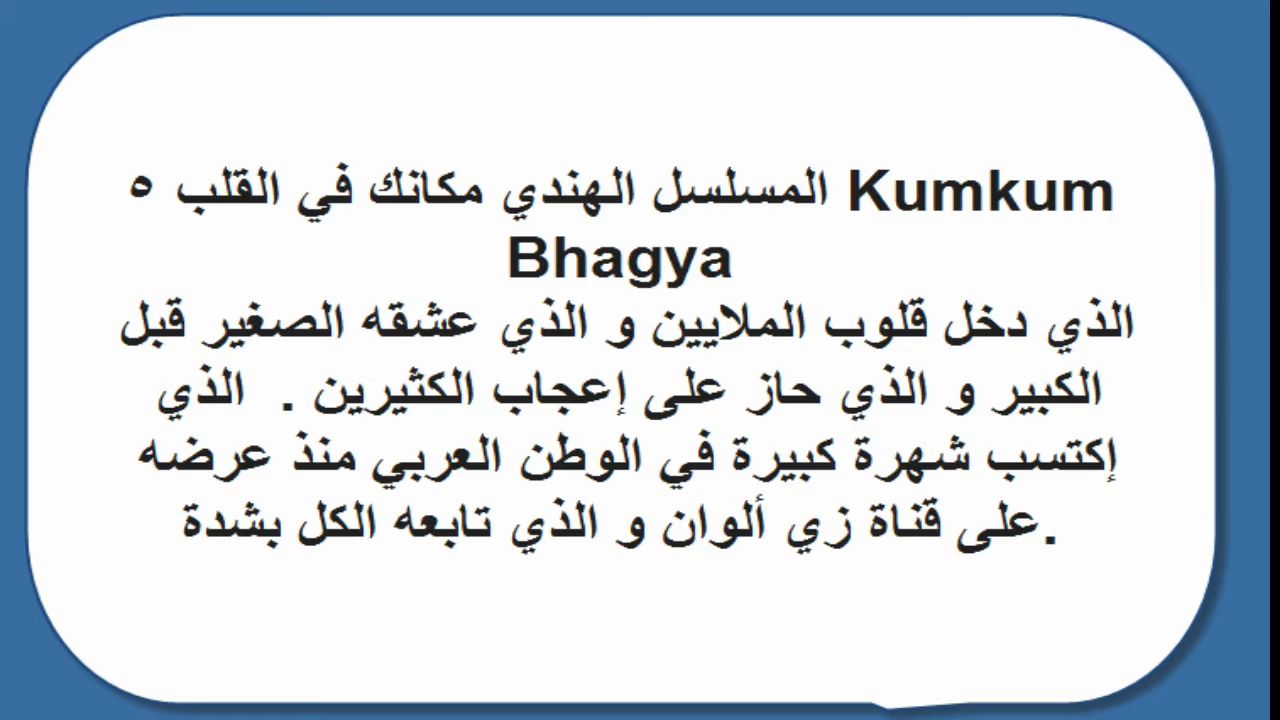 المسلسل الهندي مكانك في القلب ٥ Kumkum
Bhagya
الذي دخل قلوب الملايين و الذي عشقه الصغير قبل
الكبير و الذي حاز على إعجاب الكثيرين . الذي
إكتسب شهرة كبيرة في الوطن العربي منذ عرضه
على قناة زي ألوان و الذي تابعه الكل بشدة.